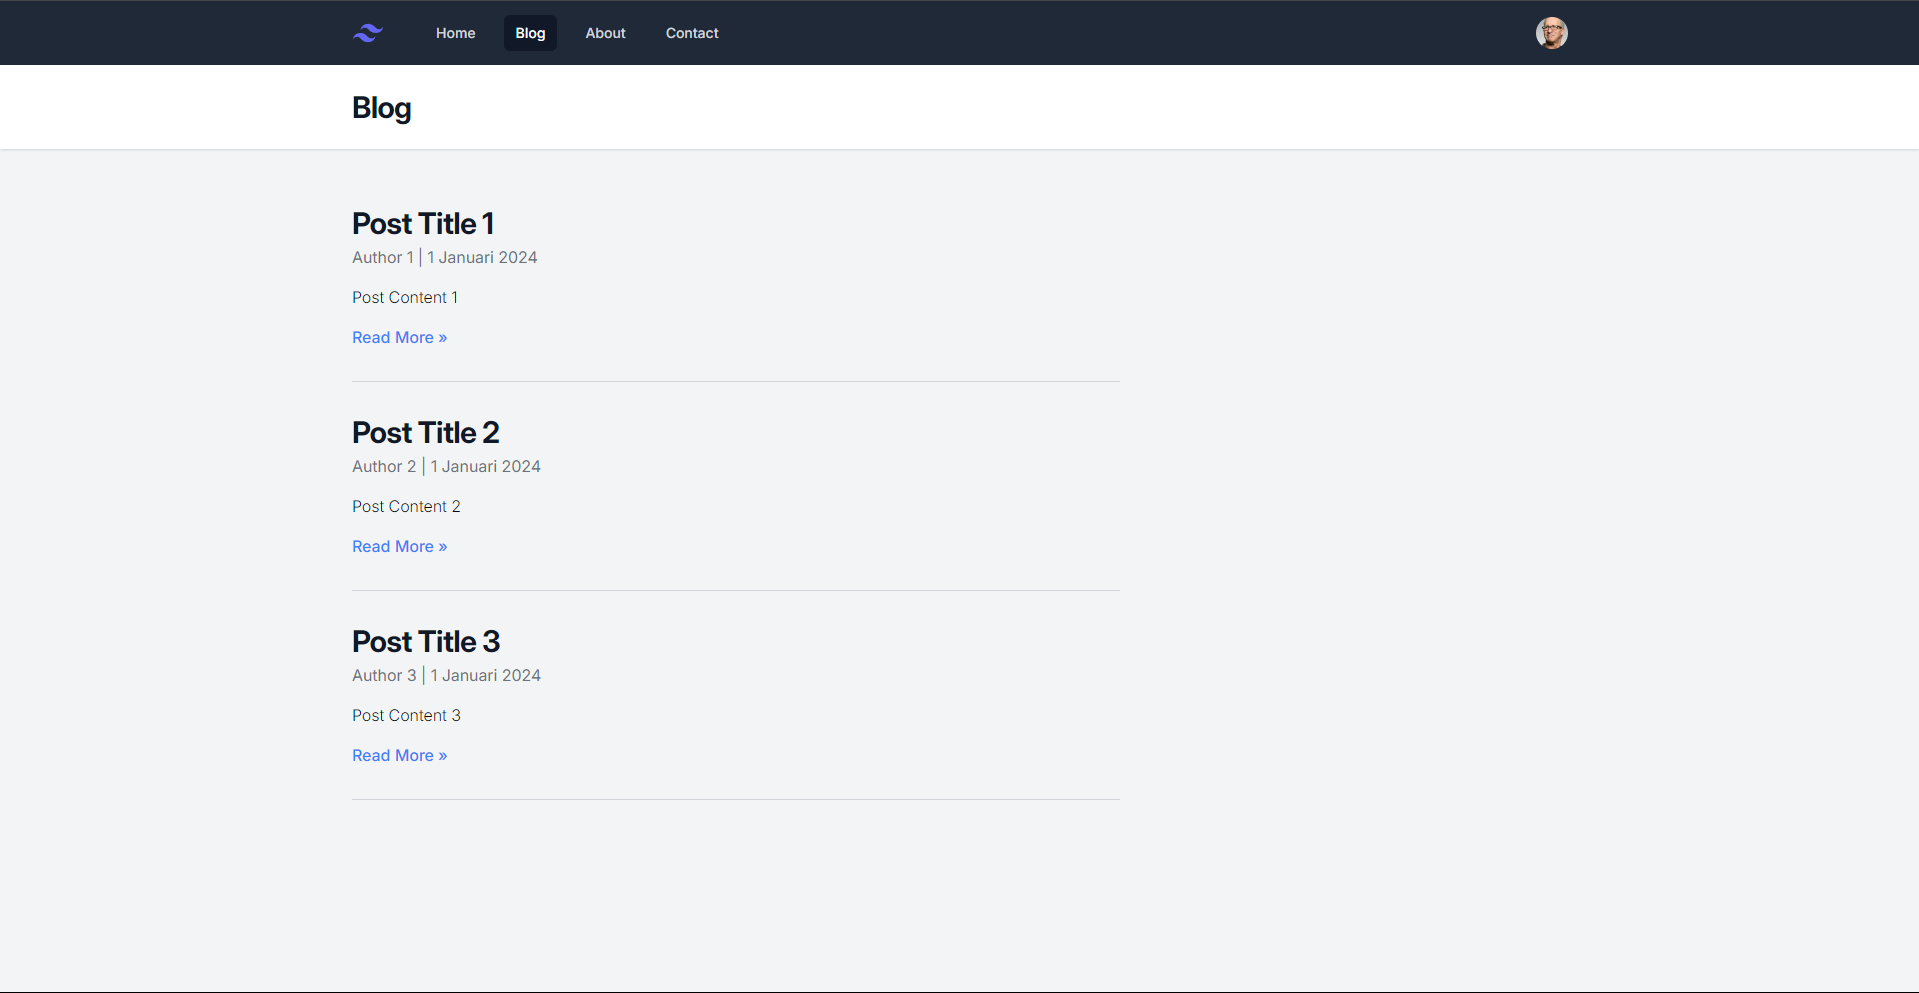 Home Blog About Contact
Blog
Post Title 1
Author 1 | 1 Januari 2024
Post Content 1
Read More »
Post Title 2
Author 2 | 1 Januari 2024
Post Content 2
Read More »
Post Title 3
Author 3 | 1 Januari 2024
Post Content 3
Read More »